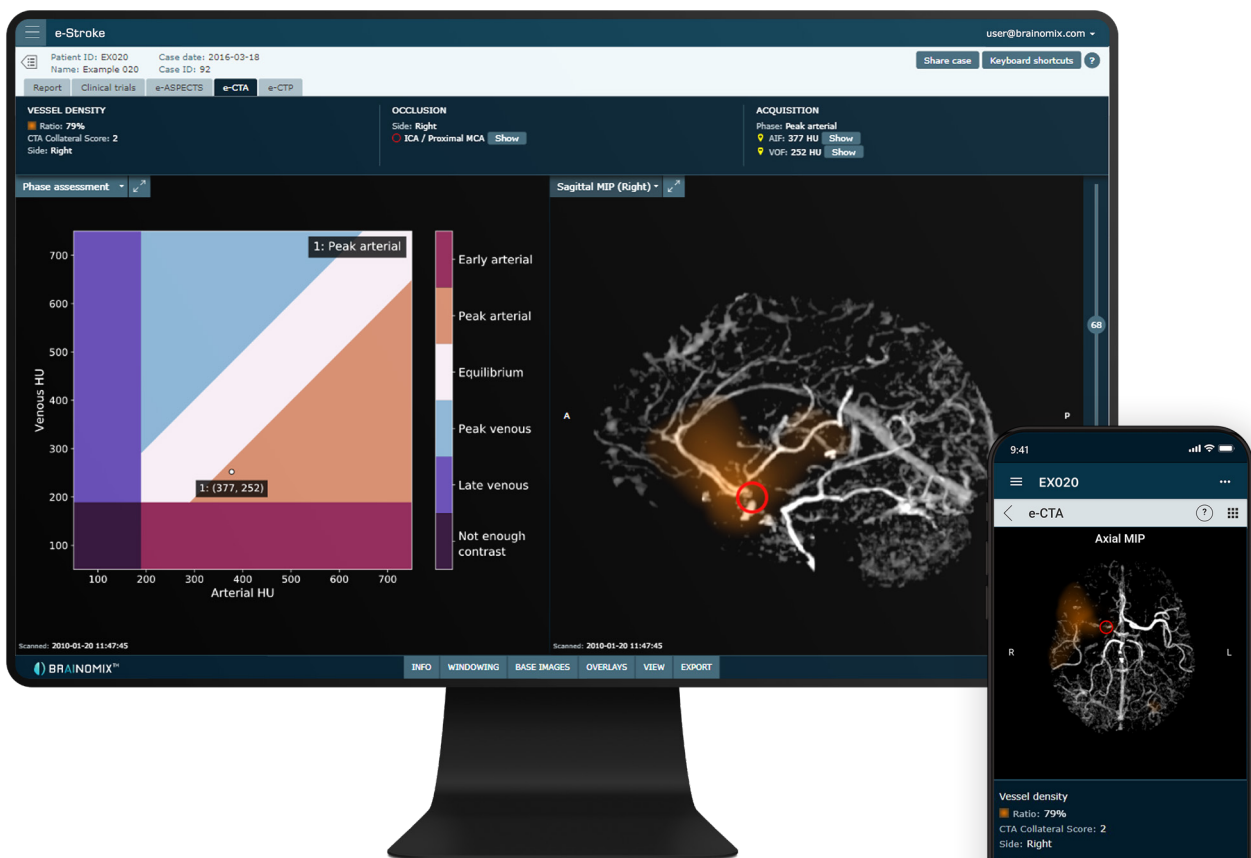 e-Stroke
user@brainomix.com
Patient ID: EX020 Case date: 2016-03-18
Name: Example 020 Case ID: 92
Share case Keyboard shortcuts ?
Report Clinical trials e-ASPECTS e-CTA e-CTP
VESSEL DENSITY
Ratio: 79%
CTA Collateral Score: 2
Side: Right
OCCLUSION
Side: Right
ICA / Proximal MCA Show
ACQUISITION
Phase: Peak arterial
AIF: 377 HU Show
VOF: 252 HU Show
Phase assessment
1: Peak arterial
700
600
500
400
300
200
100
Venous HU
1: (377, 252)
100 200 300 400 500 600 700
Arterial HU
Early arterial
Peak arterial
Equilibrium
Peak venous
Late venous
Not enough
contrast
Scanned: 2010-01-20 11:47:45
Sagittal MIP (Right)
68
A P
Scanned: 2010-01-20 11:47:45
BRAINOMIX™
INFO WINDOWING BASE IMAGES OVERLAYS VIEW EXPORT
9:41
EX020
e-CTA ?
Axial MIP
R L
Vessel density
Ratio: 79%
CTA Collateral Score: 2
Side: Right